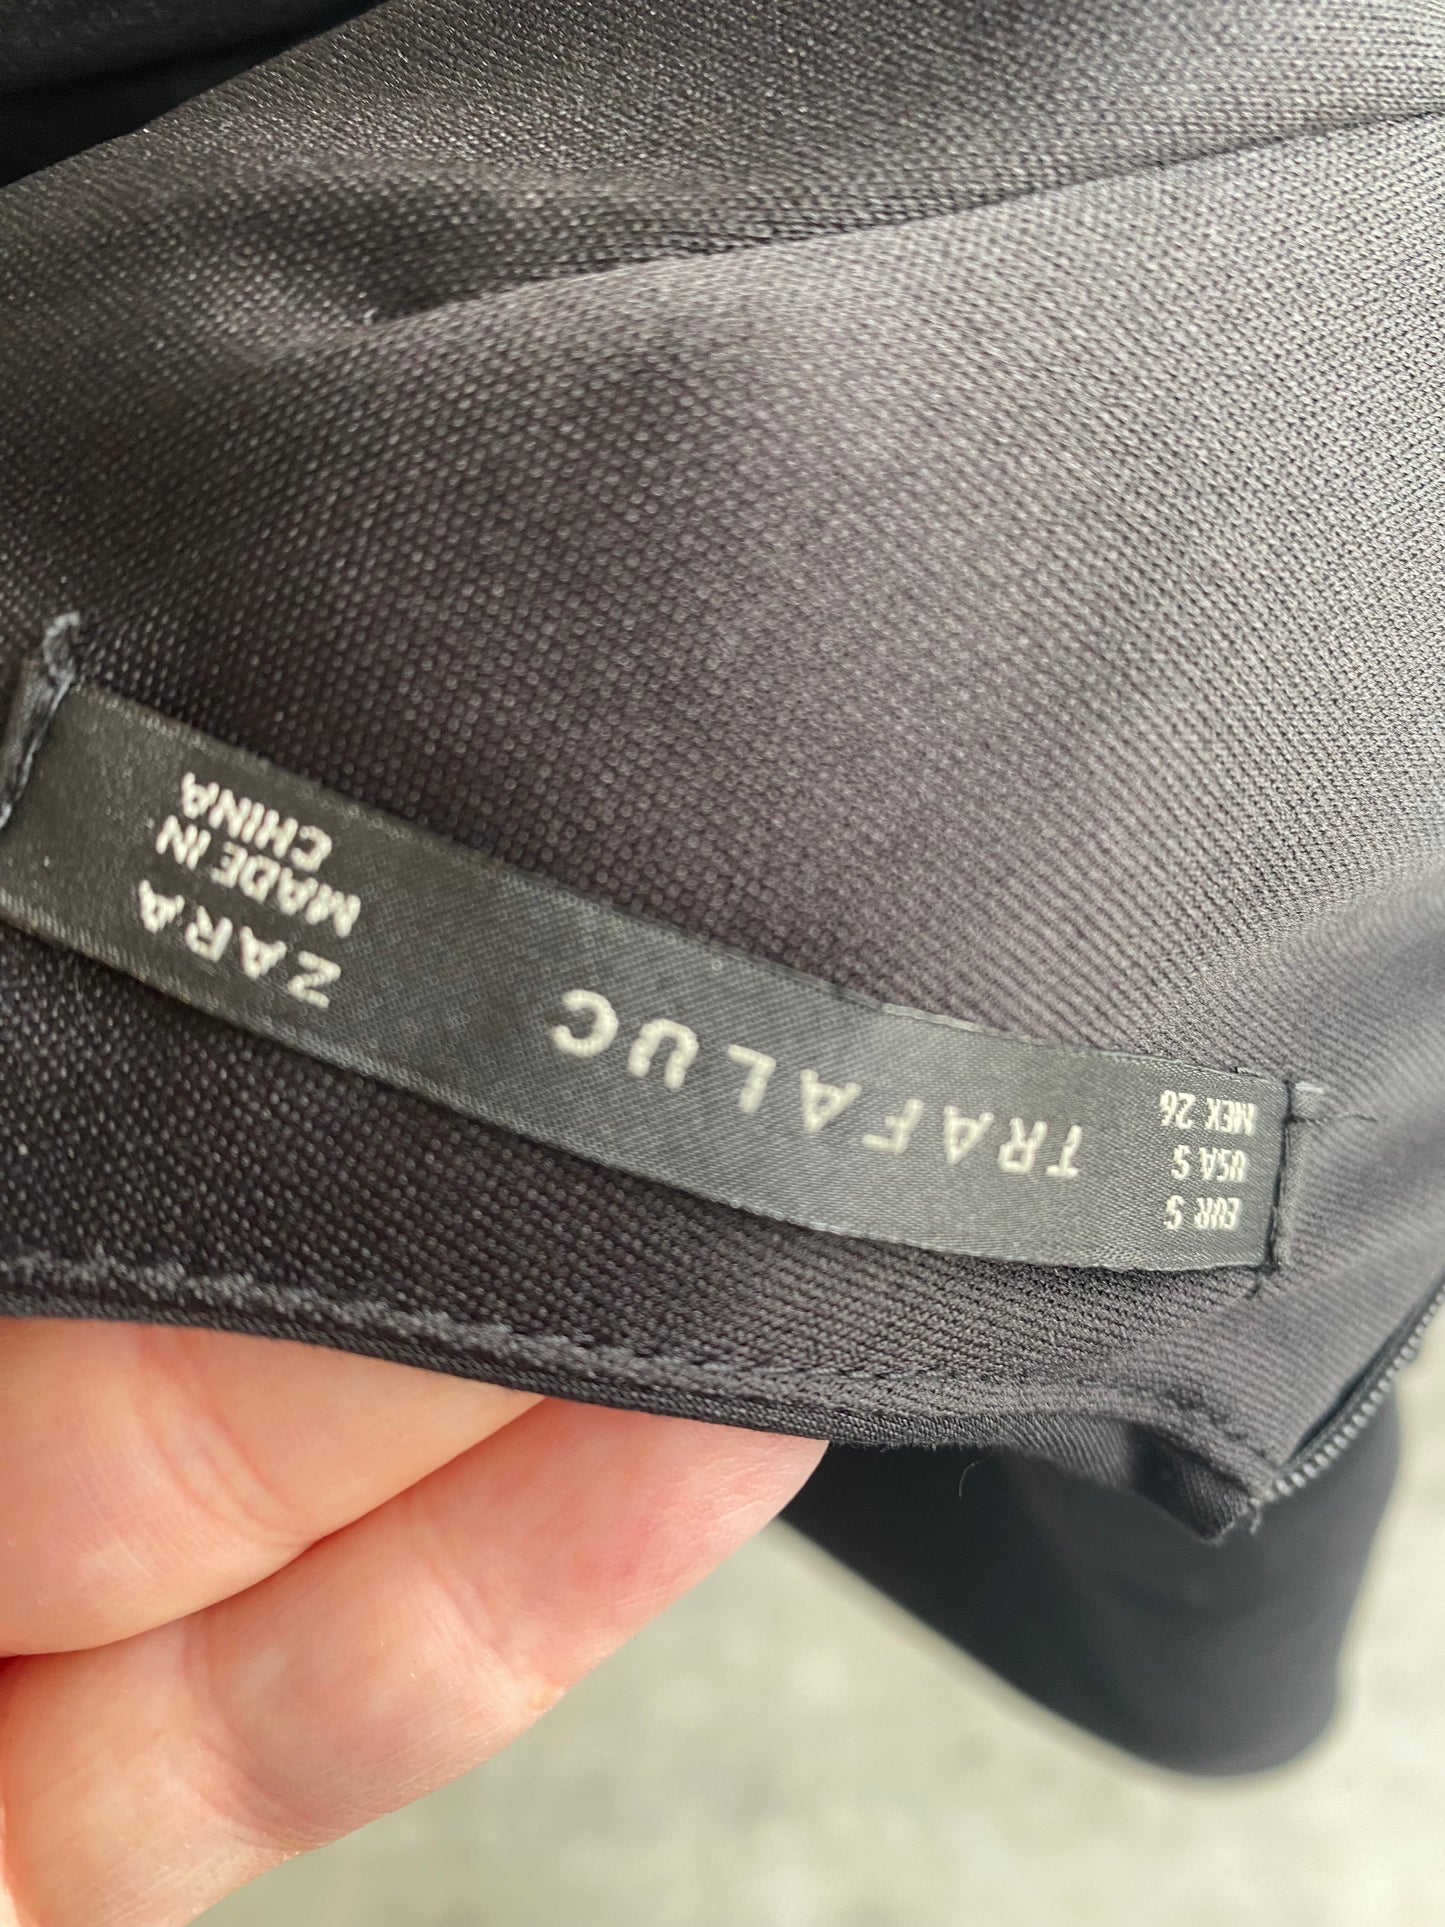 EUR S
USA S
MEX 26
TRAFALUC
ZARA
MADE IN
CHINA